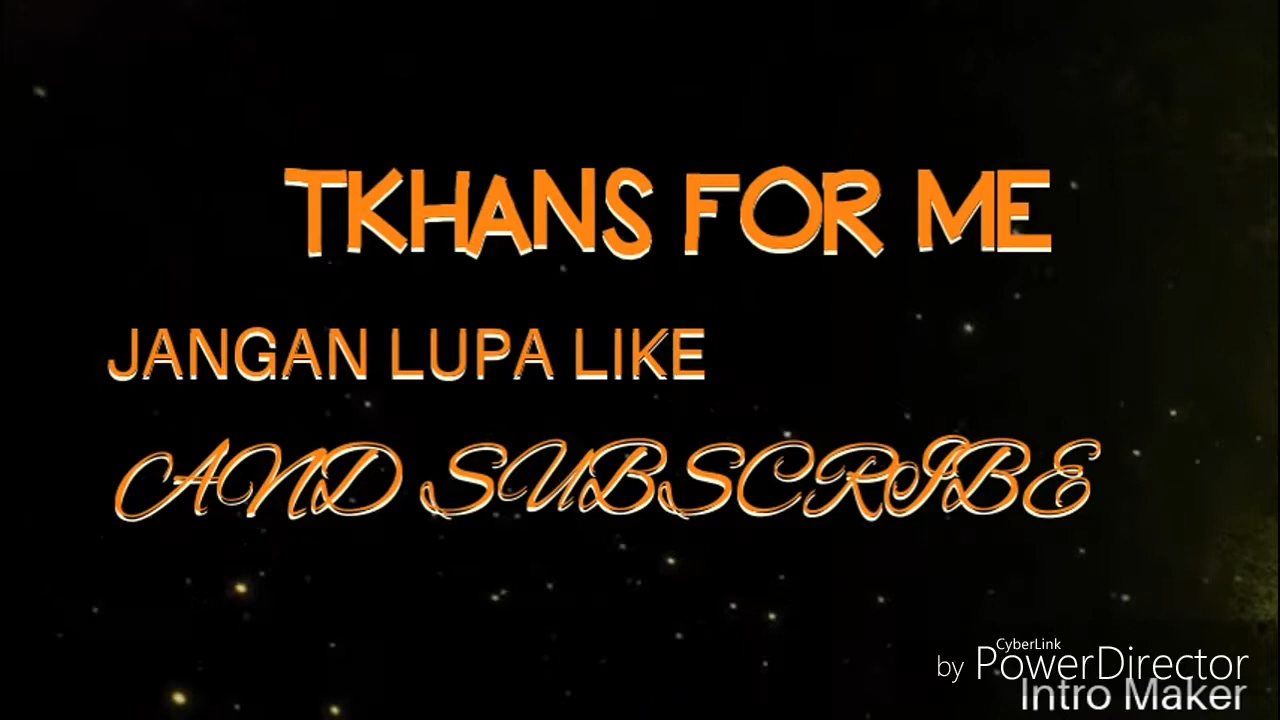 TKHANS FOR ME
JANGAN LUPA LIKE
AND SUBSCRIBE
CyberLink
by PowerDirector
Intro Maker